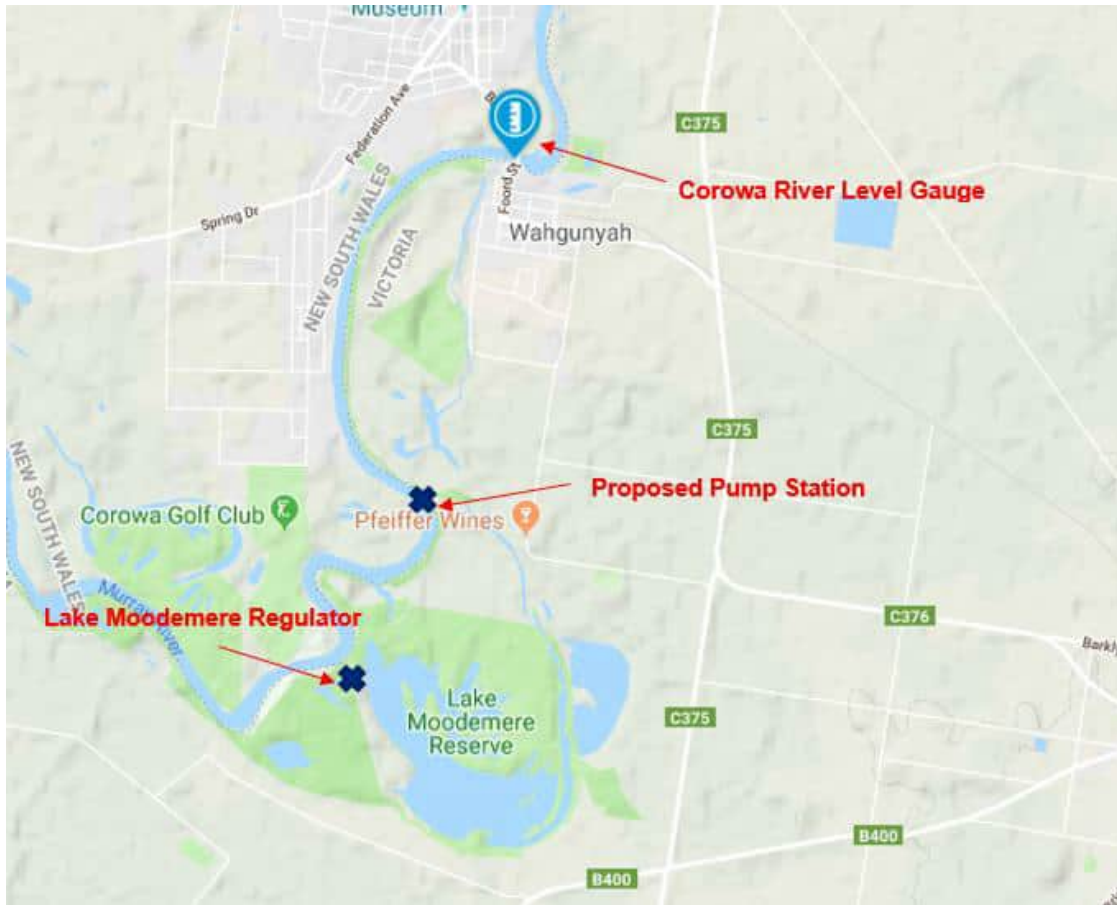 Museum
Federation Ave
C375
Corowa River Level Gauge
Foord St
Spring Dr
Wahgunyah
NEW SOUTH WALES
VICTORIA
C375
Proposed Pump Station
Corowa Golf Club
Pfeiffer Wines
NEW SOUTH WALES
Murray River
Lake Moodemere Regulator
C376
Barkly
Lake
Moodemere
Reserve
C375
B400
B400